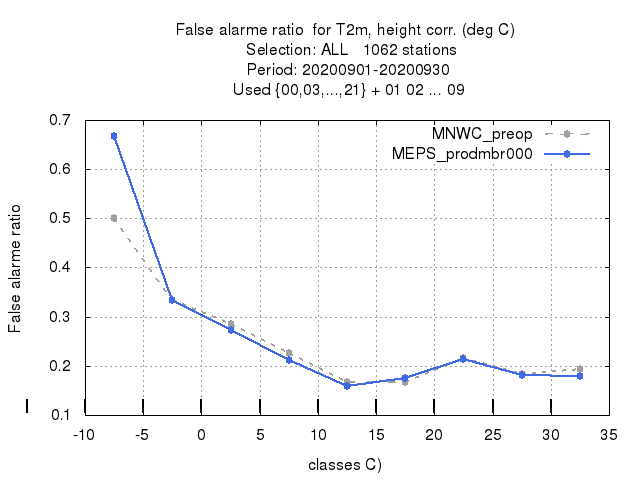 False alarme ratio  for T2m, height corr. (deg C)
Selection: ALL   1062 stations
Period: 20200901-20200930
Used {00,03,...,21} + 01 02 ... 09
MNWC_preop
MEPS_prodmbr000
False alarme ratio
0.7
0.6
0.5
0.4
0.3
0.2
0.1
-10 -5 0 5 10 15 20 25 30 35
classes C)